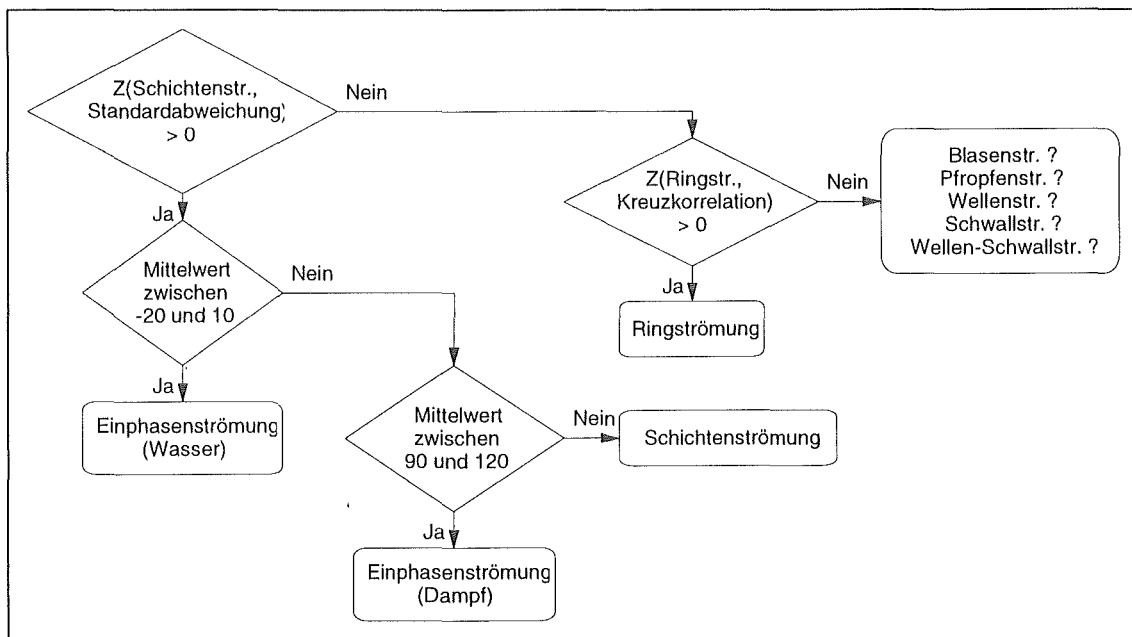 Z(Schichtenstr.,
Standardabweichung)
> 0
Nein
Ja
Z(Ringstr.,
Kreuzkorrelation)
> 0
Nein
Ja
Blasenstr. ?
Pfropfenstr. ?
Wellenstr. ?
Schwallstr. ?
Wellen-Schwallstr. ?
Ringströmung
Mittelwert
zwischen
-20 und 10
Nein
Ja
Einphasenströmung
(Wasser)
Mittelwert
zwischen
90 und 120
Nein
Ja
Schichtenströmung
Einphasenströmung
(Dampf)